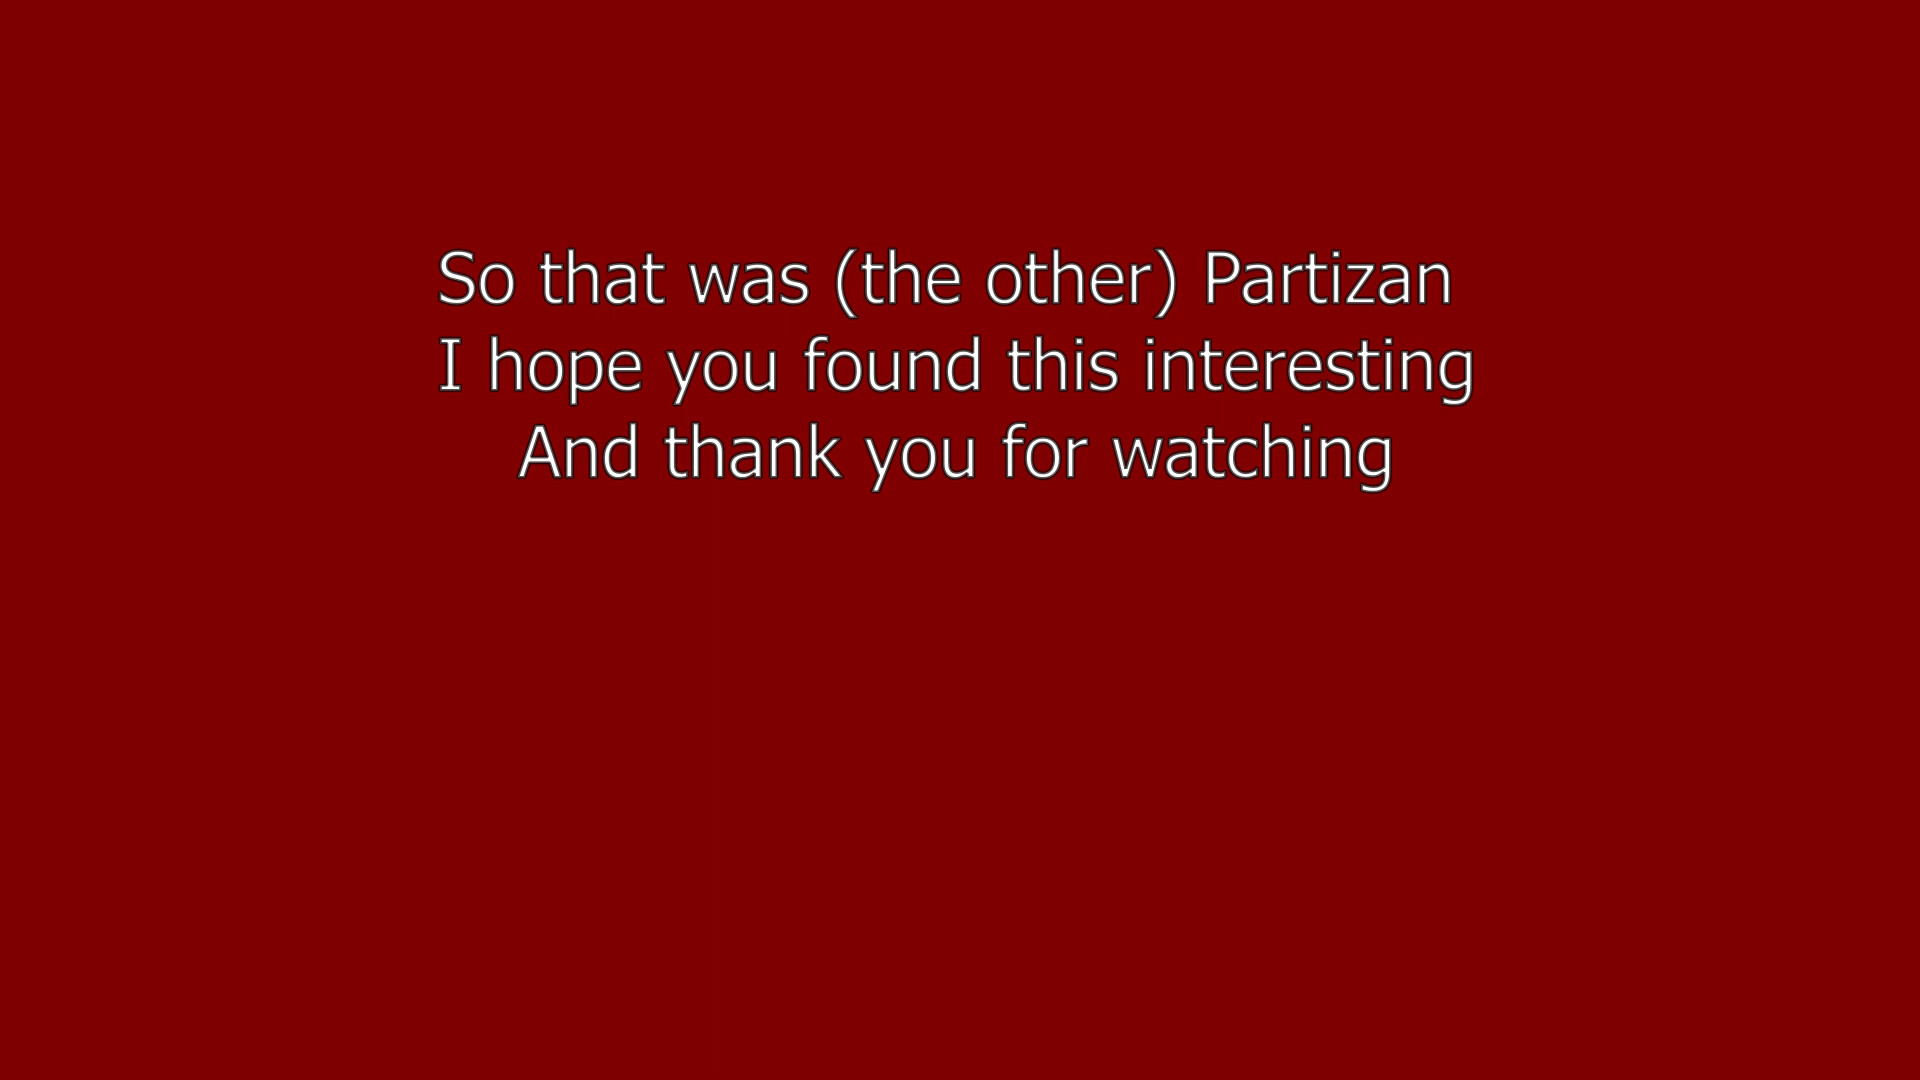 So that was (the other) Partizan
I hope you found this interesting
And thank you for watching